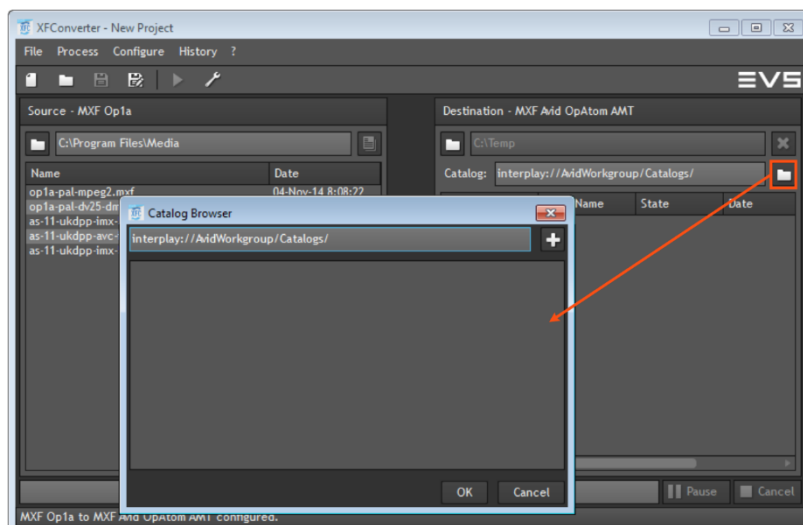 XFConverter - New Project
File Process Configure History ?
EVS
Source - MXF Op1a
Destination - MXF Avid OpAtom AMT
C:\Program Files\Media
C:\Temp
Catalog: interplay://AvidWorkgroup/Catalogs/
Name Date
Name State Date
op1a-pal-mpeg2.mxf 04-Nov-14 8:08:22
op1a-pal-dv25-dm
as-11-ukdpp-imx-
as-11-ukdpp-avc-
as-11-ukdpp-imx-
Catalog Browser
interplay://AvidWorkgroup/Catalogs/
OK Cancel
Pause Cancel
MXF Op1a to MXF Avid OpAtom AMT configured.